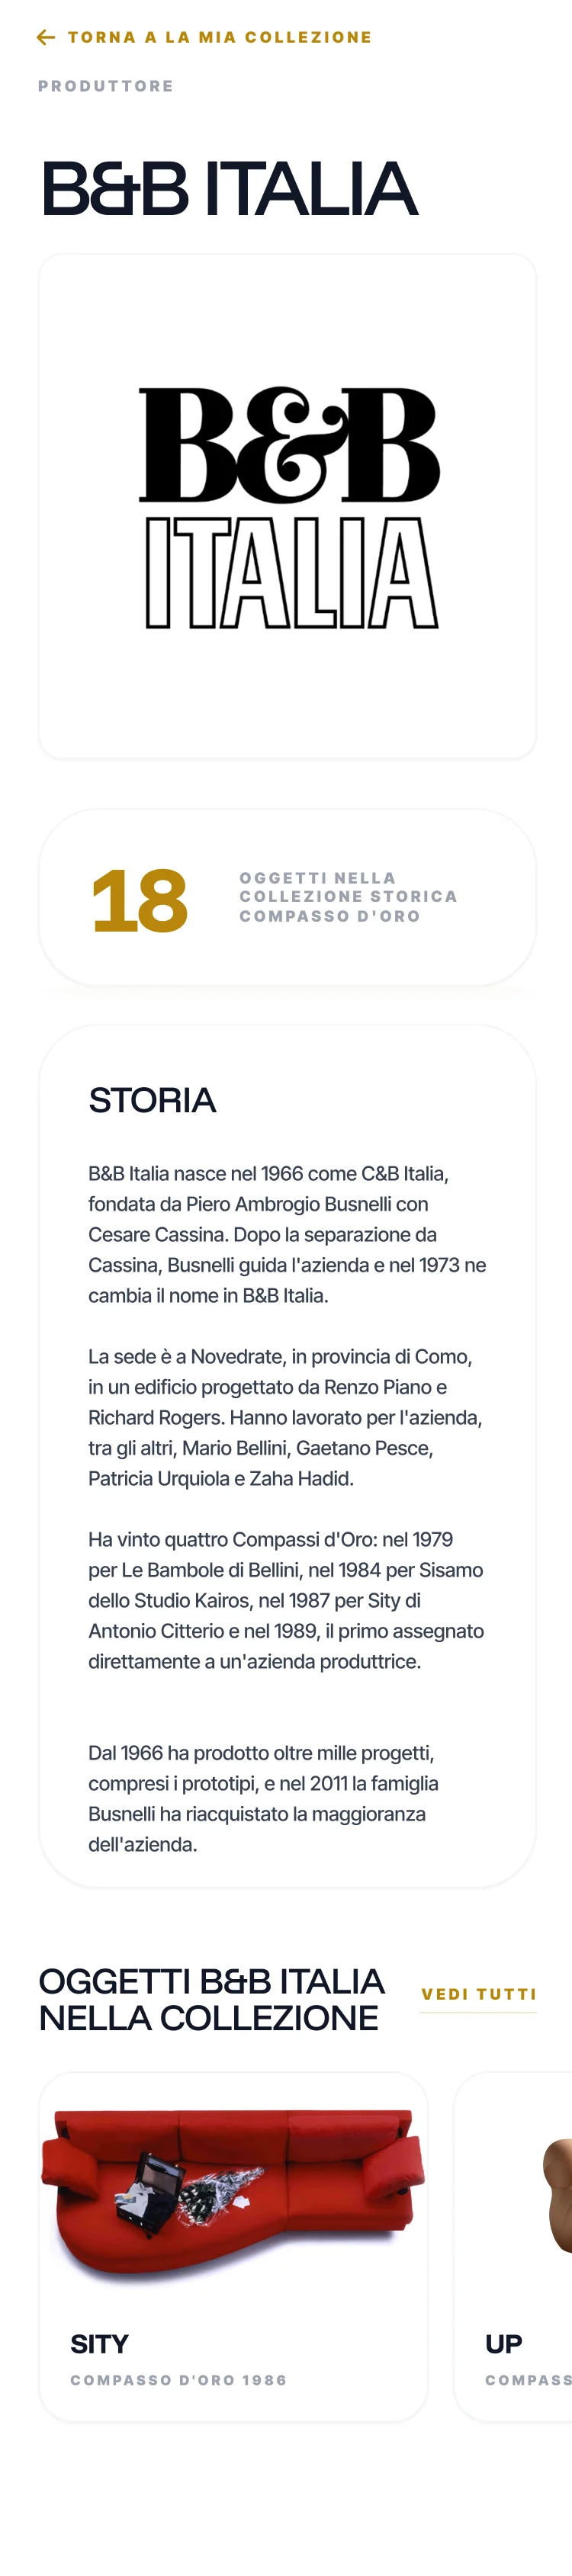 TORNA A LA MIA COLLEZIONE
PRODUTTORE
B&B ITALIA
B&B
ITALIA
18
OGGETTI NELLA
COLLEZIONE STORICA
COMPASSO D'ORO
STORIA
B&B Italia nasce nel 1966 come C&B Italia,
fondata da Piero Ambrogio Busnelli con
Cesare Cassina. Dopo la separazione da
Cassina, Busnelli guida l'azienda e nel 1973 ne
cambia il nome in B&B Italia.
La sede è a Novedrate, in provincia di Como,
in un edificio progettato da Renzo Piano e
Richard Rogers. Hanno lavorato per l'azienda,
tra gli altri, Mario Bellini, Gaetano Pesce,
Patricia Urquiola e Zaha Hadid.
Ha vinto quattro Compassi d'Oro: nel 1979
per Le Bambole di Bellini, nel 1984 per Sisamo
dello Studio Kairos, nel 1987 per Sity di
Antonio Citterio e nel 1989, il primo assegnato
direttamente a un'azienda produttrice.
Dal 1966 ha prodotto oltre mille progetti,
compresi i prototipi, e nel 2011 la famiglia
Busnelli ha riacquistato la maggioranza
dell'azienda.
OGGETTI B&B ITALIA
NELLA COLLEZIONE
VEDI TUTTI
SITY
COMPASSO D'ORO 1986
UP
COMPASS